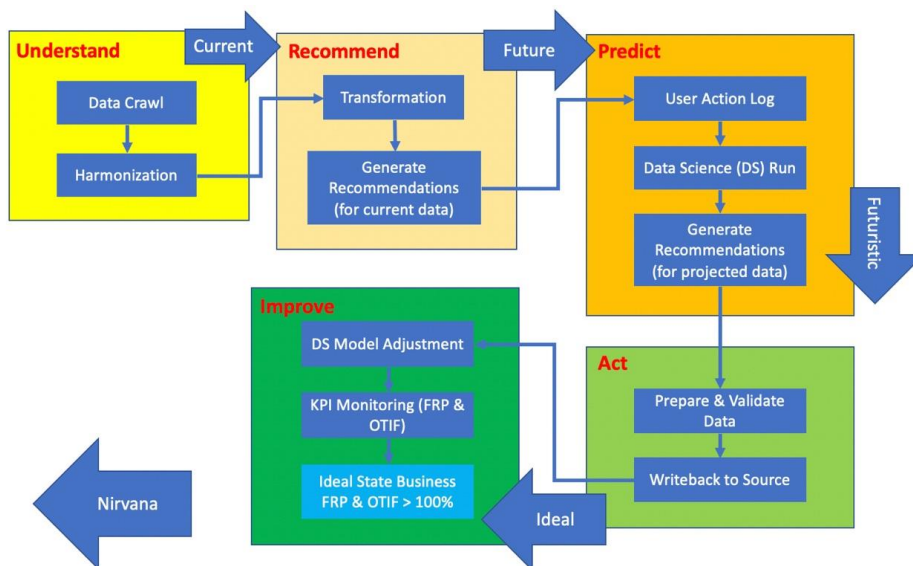 Understand
Current
Recommend
Future
Predict
Data Crawl
Harmonization
Transformation
Generate
Recommendations
(for current data)
User Action Log
Data Science (DS) Run
Generate
Recommendations
(for projected data)
Futuristic
Act
Prepare & Validate
Data
Writeback to Source
Ideal
Improve
DS Model Adjustment
KPI Monitoring (FRP &
OTIF)
Ideal State Business
FRP & OTIF > 100%
Nirvana